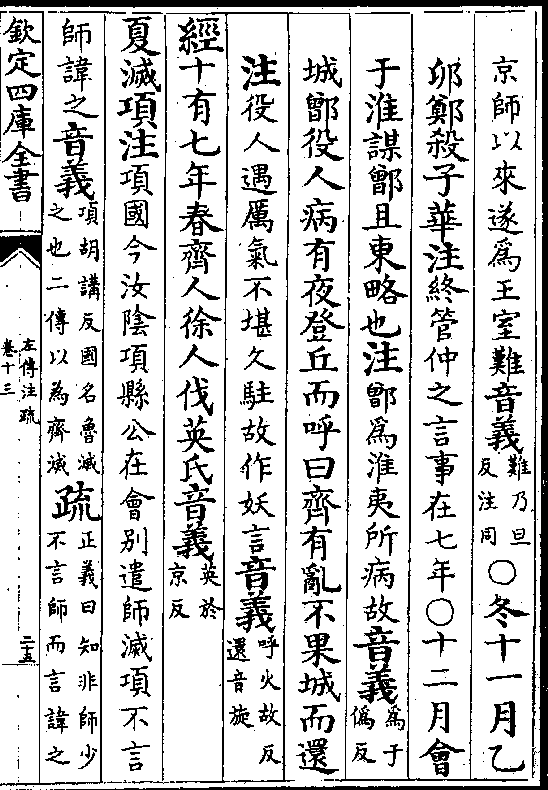 京師以來遂爲王室難音義難乃旦反注同○冬十一月乙
卯鄭殺子華注終管仲之言事在七年○十二月會
于淮謀鄫且東略也注鄫爲淮夷所病故音義爲于僞反
城鄫役人病有夜登丘而呼曰齊有亂不果城而還
注役人遇厲氣不堪久駐故作妖言音義呼火故反還音旋
經十有七年春齊人徐人伐英氏音義英於京反
夏滅項注項國今汝陰項縣公在會別遣師滅項不言
師諱之音義項胡講反國名魯滅之也二傳以為齊滅疏正義曰知非師少不言師而言諱之
欽定四庫全書
左傳注疏
卷十三
二十五